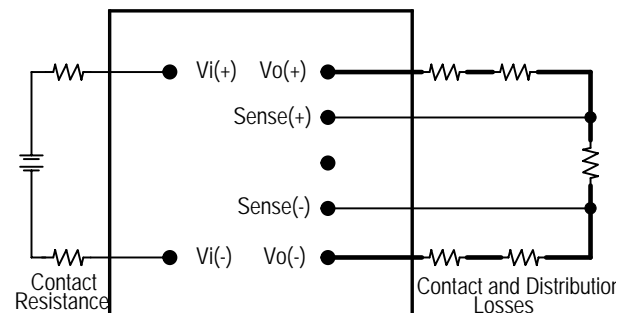 Vi(+) Vo(+)
Sense(+)
Sense(-)
Vi(-) Vo(-)
Contact
Resistance
Contact and Distribution
Losses